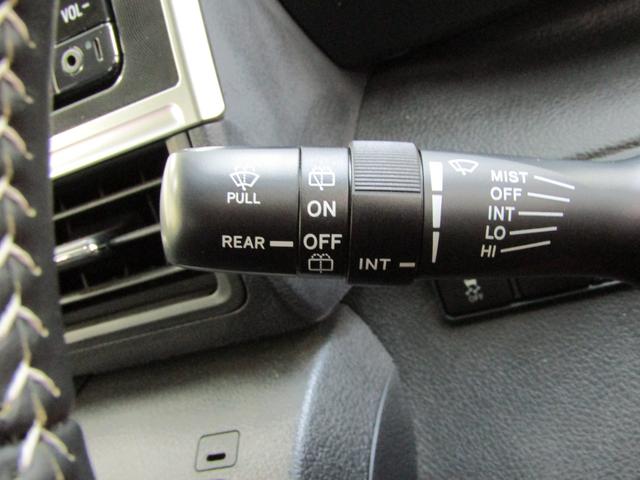 VOL-
PULL
REAR
ON
OFF
INT
MIST
OFF
INT
LO
HI